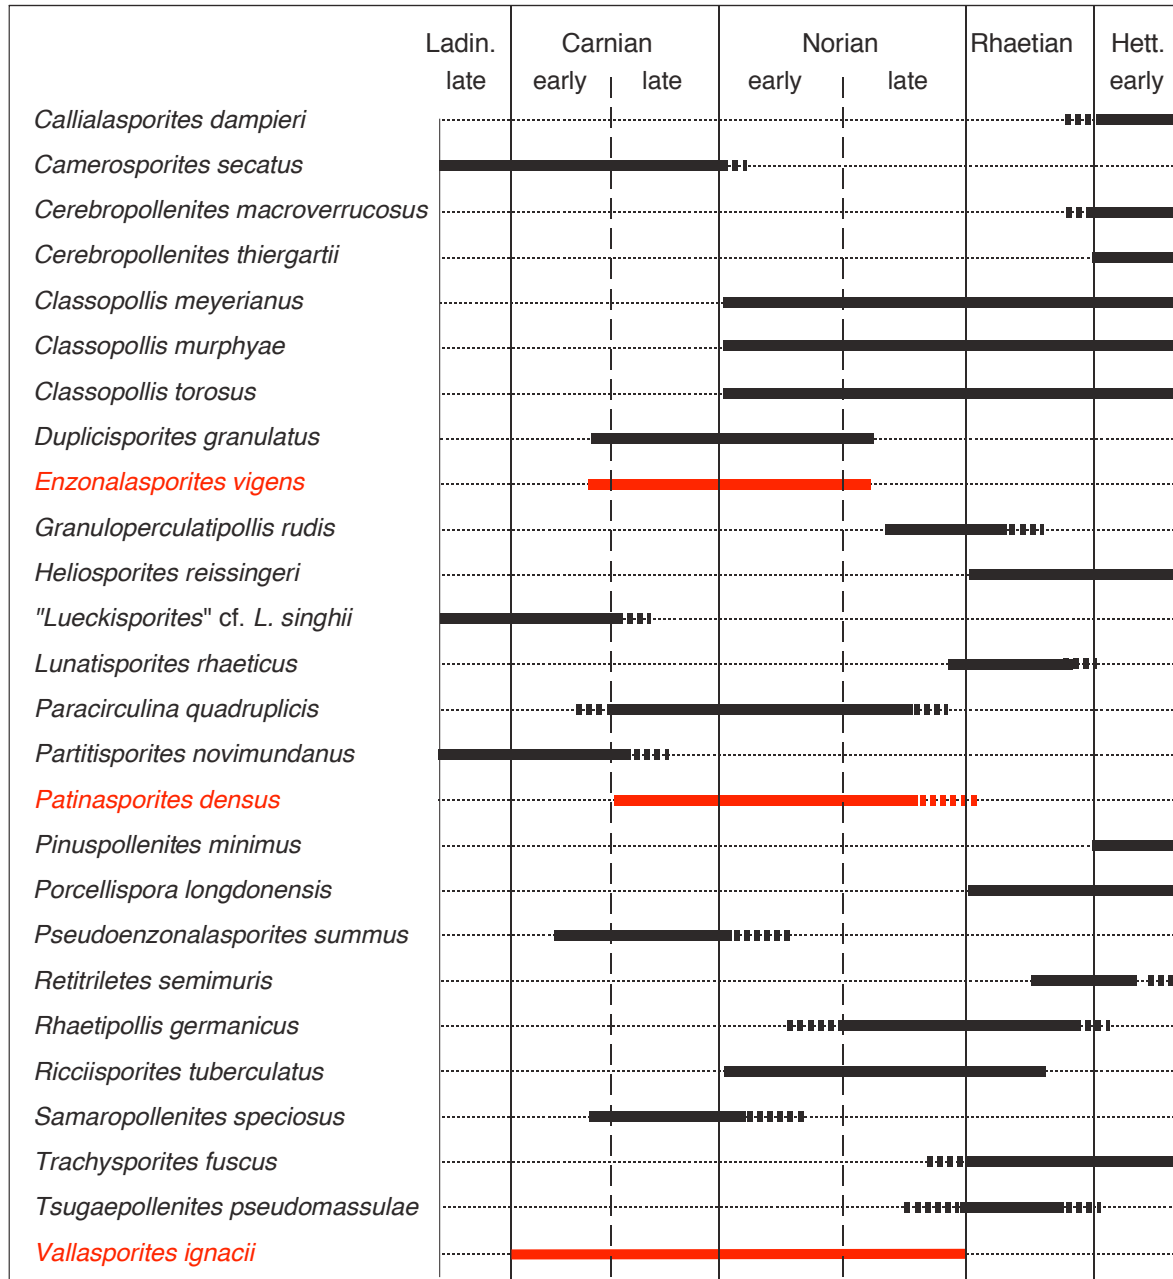 Ladin. Carnian Norian Rhaetian Hett.
late early late early late early
Callialasporites dampieri
Camerosporites secatus
Cerebropollenites macroverrucosus
Cerebropollenites thiergartii
Classopollis meyerianus
Classopollis murphyae
Classopollis torosus
Duplicisporites granulatus
Enzonalasporites vigens
Granuloperculatipollis rudis
Heliosporites reissingeri
"Lueckisporites" cf. L. singhii
Lunatisporites rhaeticus
Paracirculina quadruplicis
Partitisporites novimundanus
Patinasporites densus
Pinuspollenites minimus
Porcellispora longdonensis
Pseudoenzonalasporites summus
Retitriletes semimuris
Rhaetipollis germanicus
Ricciisporites tuberculatus
Samaropollenites speciosus
Trachysporites fuscus
Tsugaepollenites pseudomassulae
Vallasporites ignacii